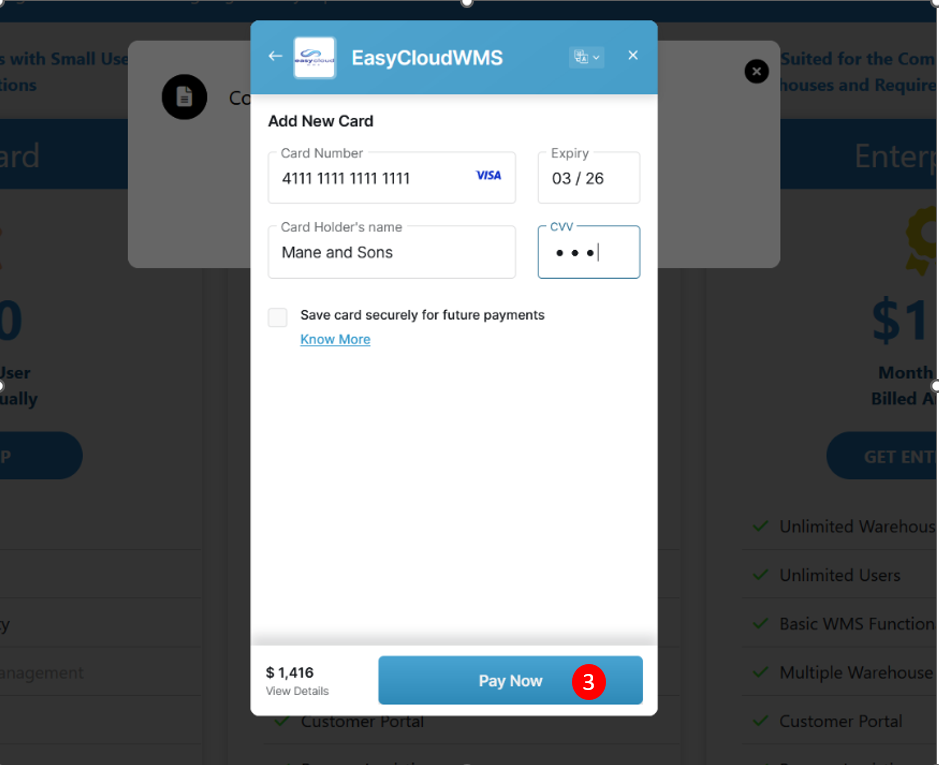 EasyCloudWMS
easycloud
Add New Card
Card Number
4111 1111 1111 1111
VISA
Expiry
03 / 26
Card Holder's name
Mane and Sons
CVV
Save card securely for future payments
Know More
$ 1,416
View Details
Pay Now
3
s with Small Use
tions
Co
Suited for the Com
houses and Require
ard
Enterp
0
$1
User
ually
Month
Billed A
P
GET ENT
Unlimited Warehous
Unlimited Users
y
Basic WMS Function
anagement
Multiple Warehouse
Customer Portal
Customer Portal